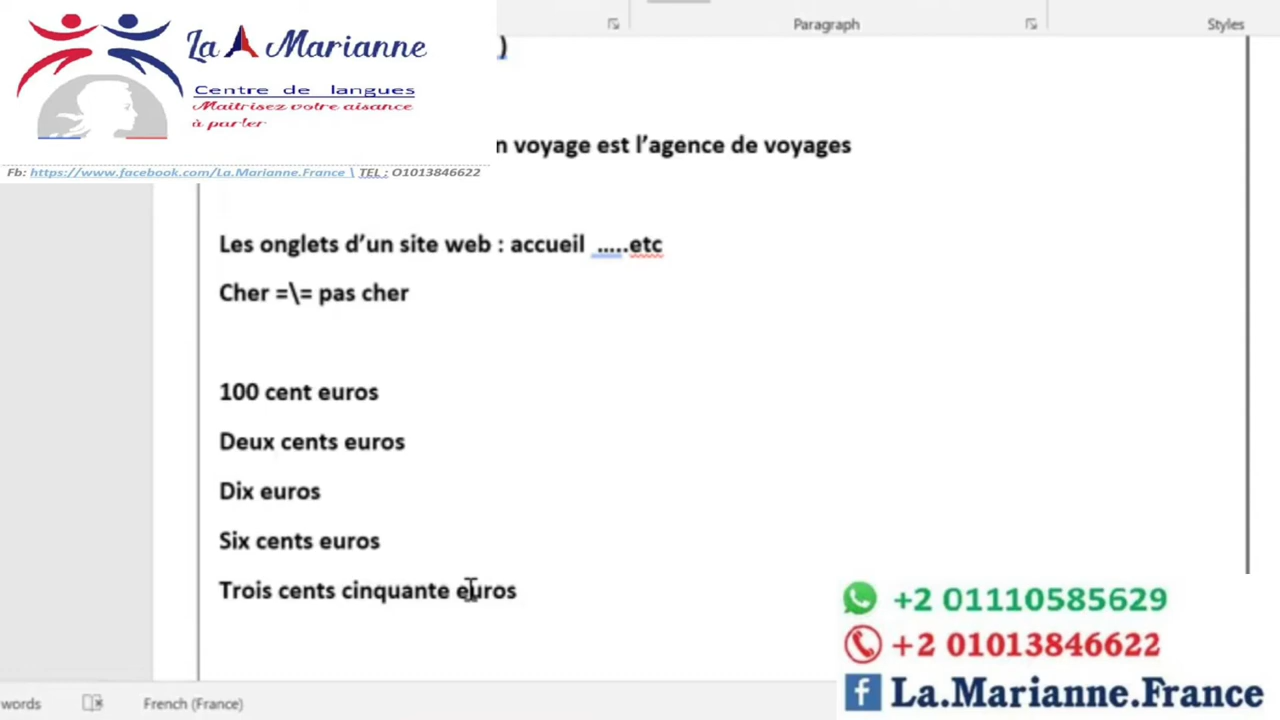 Paragraph
Styles
La Marianne
Centre de langues
Maitrisez votre aisance
à parler
Fb: https://www.facebook.com/La.Marianne.France \ TEL : O1013846622
)
n voyage est l’agence de voyages
Les onglets d’un site web : accueil …..etc
Cher =\= pas cher
100 cent euros
Deux cents euros
Dix euros
Six cents euros
Trois cents cinquante euros
+2 01110585629
+2 01013846622
La.Marianne.France
words
French (France)